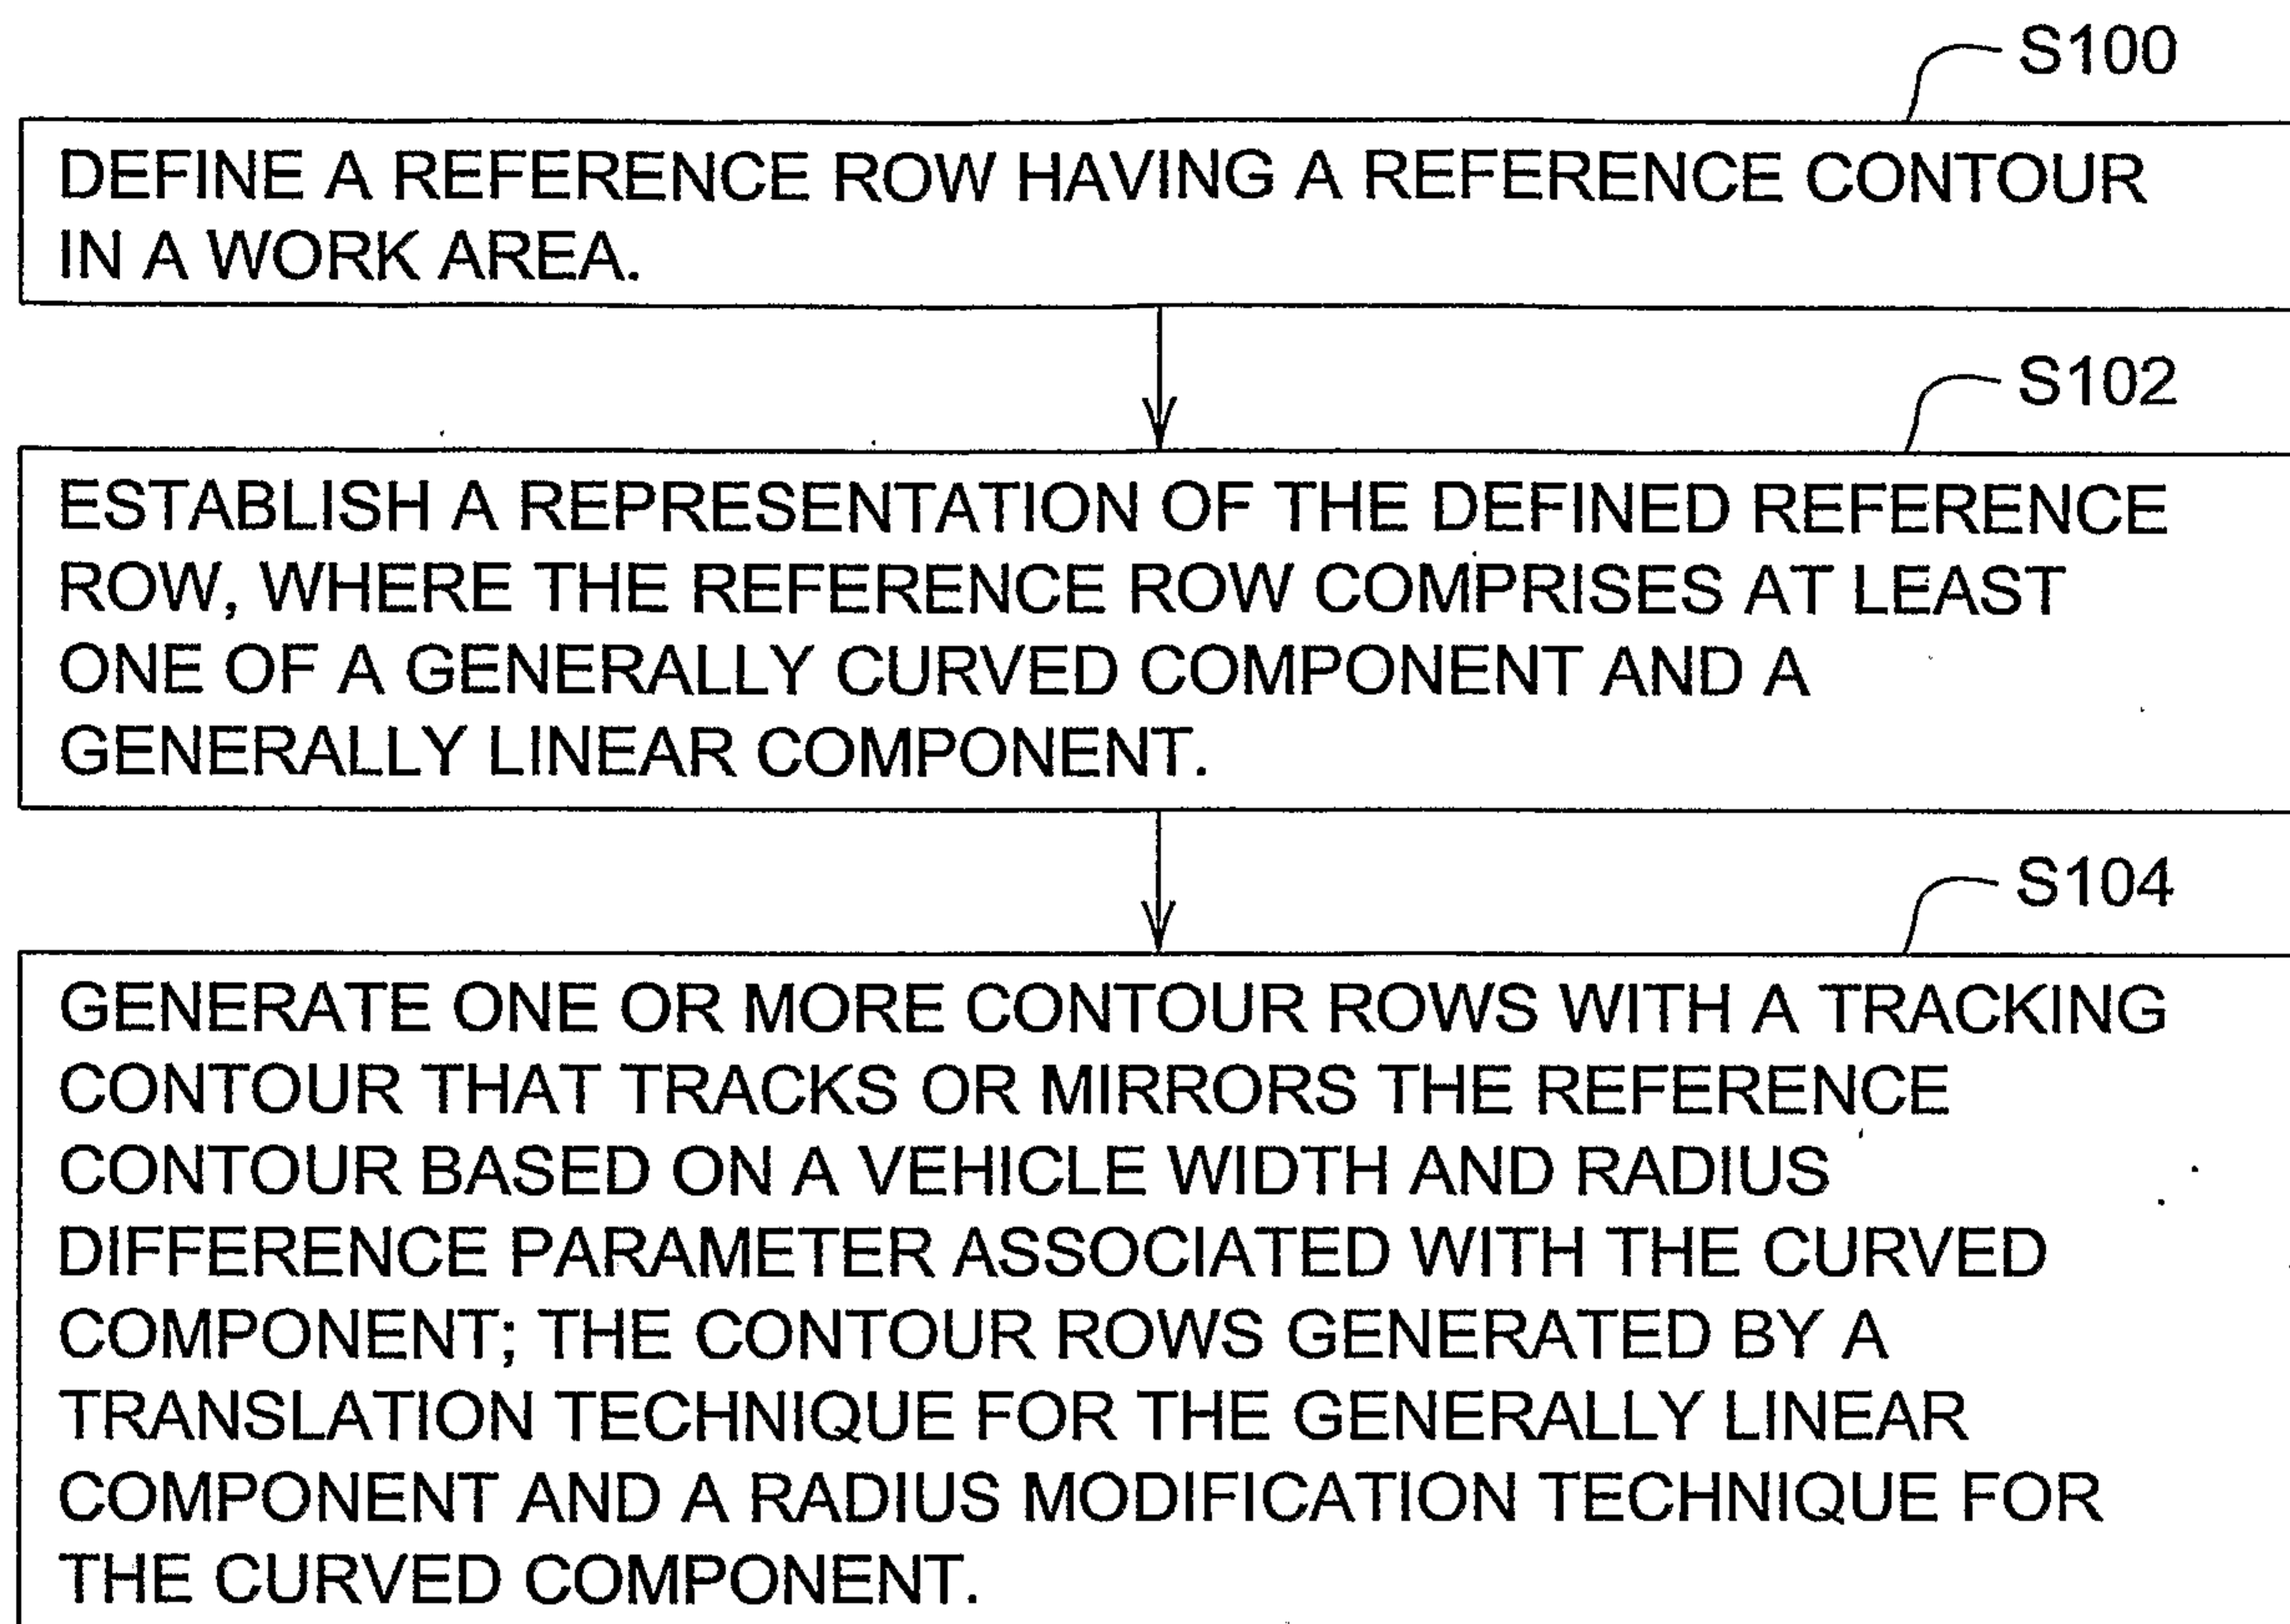 S100
DEFINE A REFERENCE ROW HAVING A REFERENCE CONTOUR
IN A WORK AREA.
S102
ESTABLISH A REPRESENTATION OF THE DEFINED REFERENCE
ROW, WHERE THE REFERENCE ROW COMPRISES AT LEAST
ONE OF A GENERALLY CURVED COMPONENT AND A
GENERALLY LINEAR COMPONENT.
S104
GENERATE ONE OR MORE CONTOUR ROWS WITH A TRACKING
CONTOUR THAT TRACKS OR MIRRORS THE REFERENCE
CONTOUR BASED ON A VEHICLE WIDTH AND RADIUS
DIFFERENCE PARAMETER ASSOCIATED WITH THE CURVED
COMPONENT; THE CONTOUR ROWS GENERATED BY A
TRANSLATION TECHNIQUE FOR THE GENERALLY LINEAR
COMPONENT AND A RADIUS MODIFICATION TECHNIQUE FOR
THE CURVED COMPONENT.